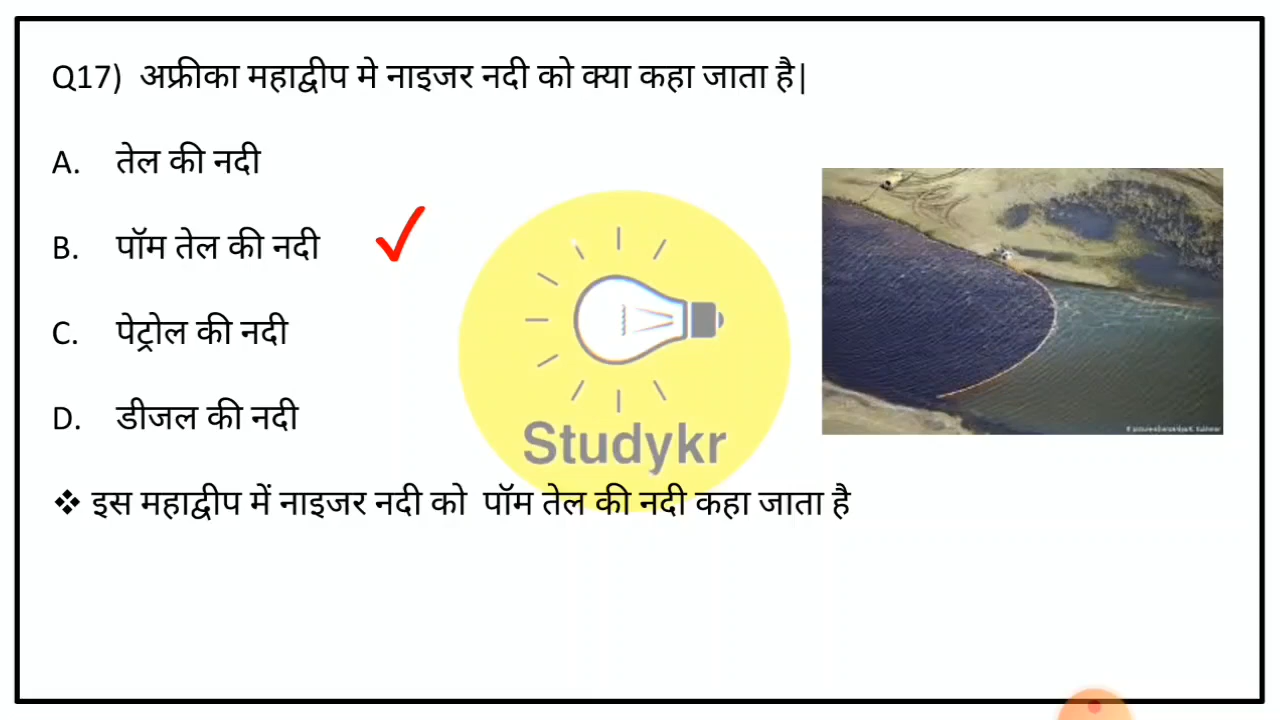 Q17) अफ्रीका महाद्वीप मे नाइजर नदी को क्या कहा जाता है|
A. तेल की नदी
B. पॉम तेल की नदी
C. पेट्रोल की नदी
D. डीजल की नदी
Studykr
❖ इस महाद्वीप में नाइजर नदी को पॉम तेल की नदी कहा जाता है